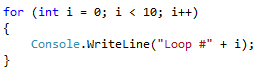 for (int i = 0; i < 10; i++)
{
    Console.WriteLine("Loop #" + i);
}